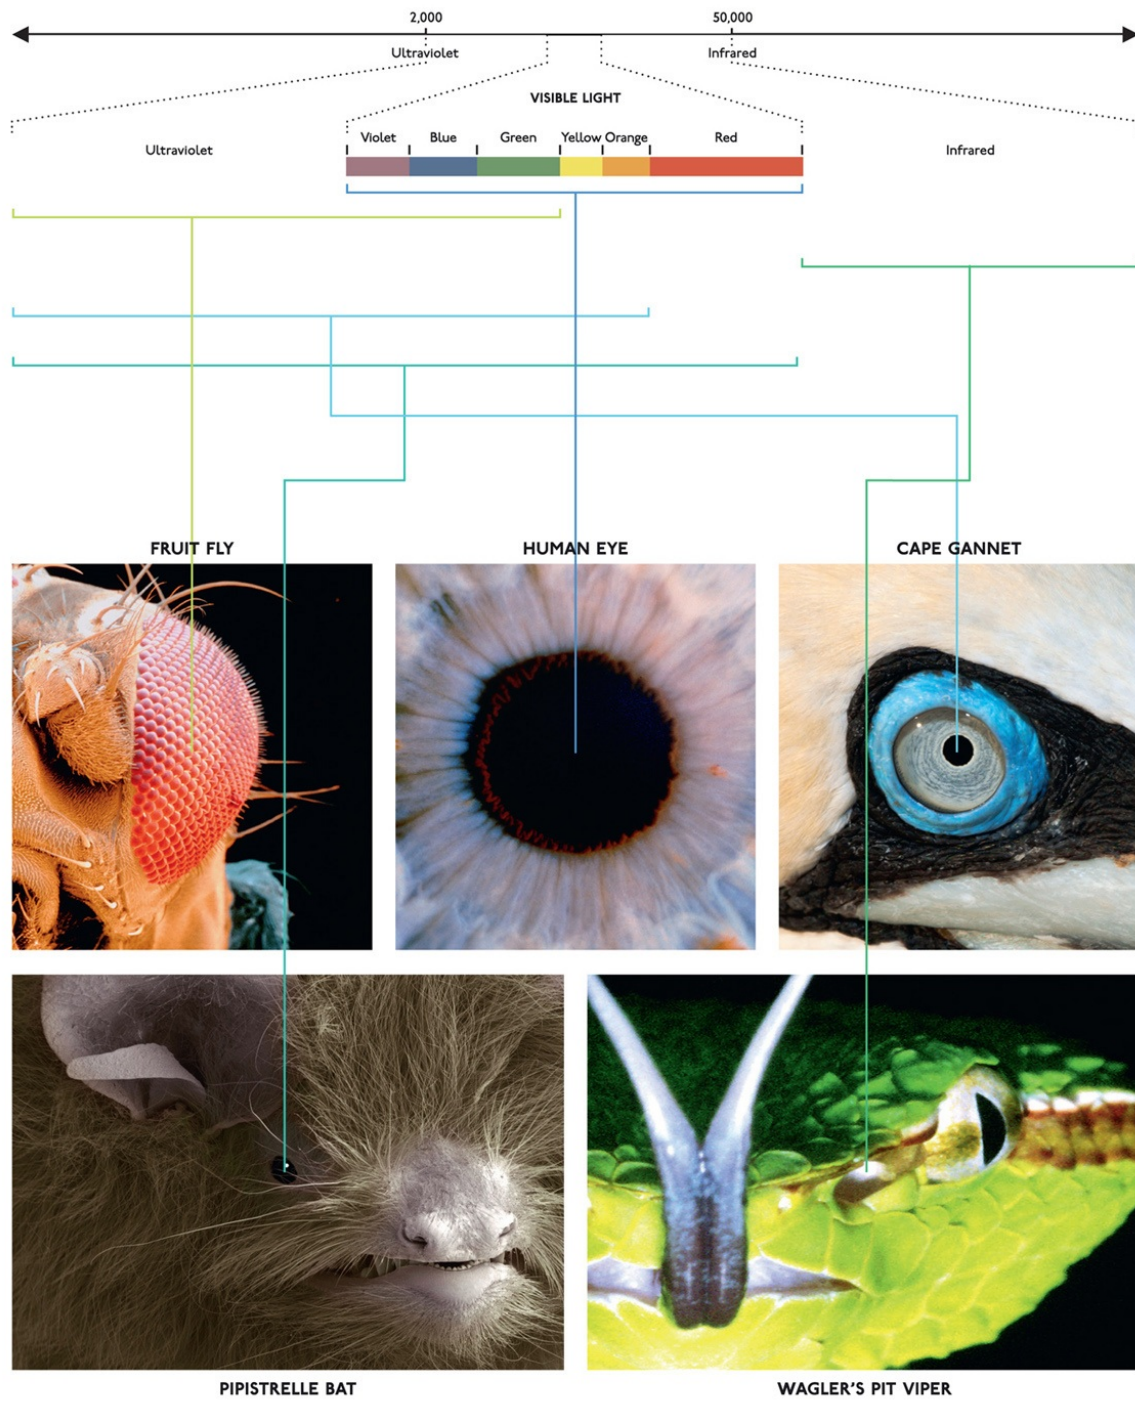 2,000 50,000
Ultraviolet Infrared
VISIBLE LIGHT
Ultraviolet Violet Blue Green Yellow Orange Red Infrared
FRUIT FLY HUMAN EYE CAPE GANNET
PIPISTRELLE BAT WAGLER'S PIT VIPER